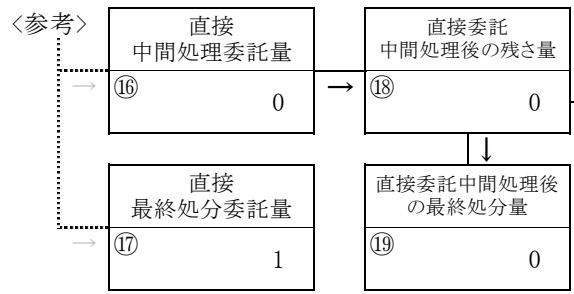 〈参考〉
直接
中間処理委託量
→ ⑯
0
→
直接委託
中間処理後の残さ量
⑱
0
↓
直接
最終処分委託量
→ ⑰
1
直接委託中間処理後
の最終処分量
⑲
0